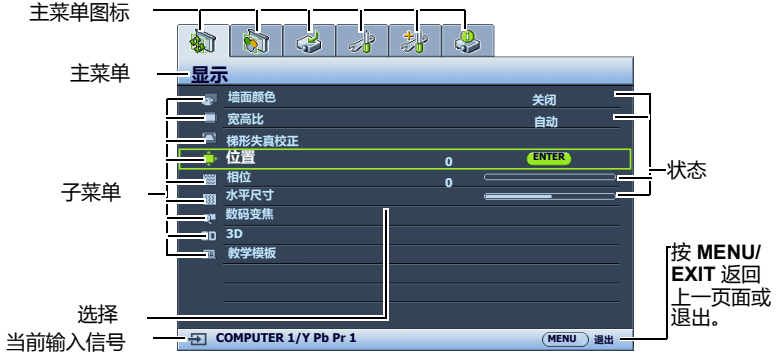 主菜单图标
主菜单
显示
墙面颜色 关闭
宽高比 自动
梯形失真校正
位置 0 ENTER
相位 0
水平尺寸
数码变焦
3D
教学模板
状态
子菜单
按 MENU/
EXIT 返回
上一页面或
退出。
选择
当前输入信号
COMPUTER 1/Y Pb Pr 1
MENU 退出